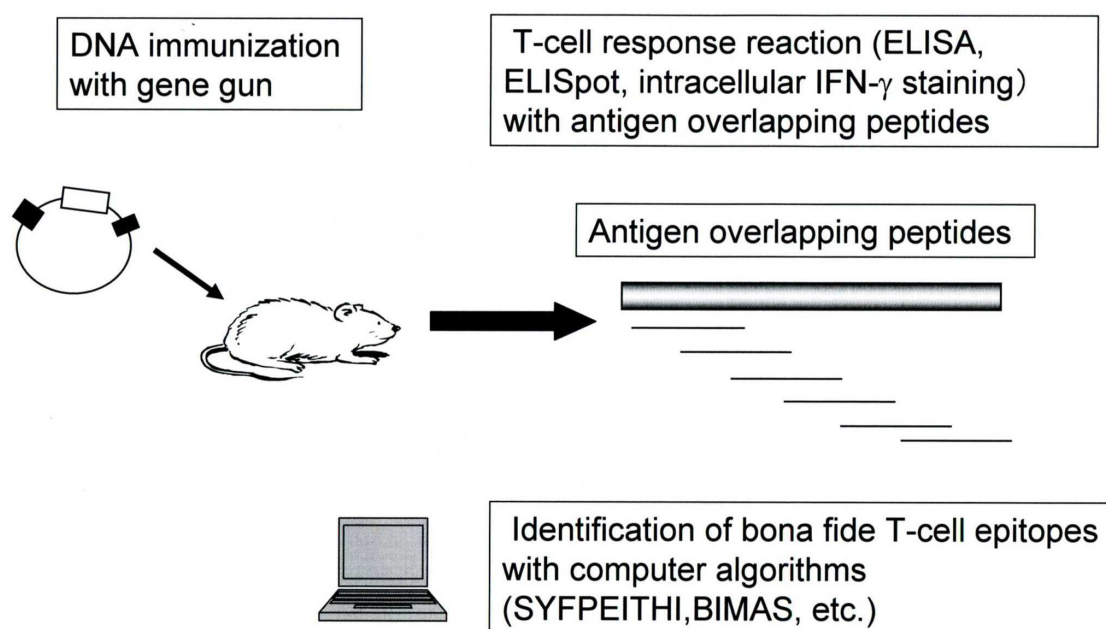 DNA immunization
with gene gun
T-cell response reaction (ELISA,
ELISpot, intracellular IFN-γ staining)
with antigen overlapping peptides
Antigen overlapping peptides
Identification of bona fide T-cell epitopes
with computer algorithms
(SYFPEITHI,BIMAS, etc.)